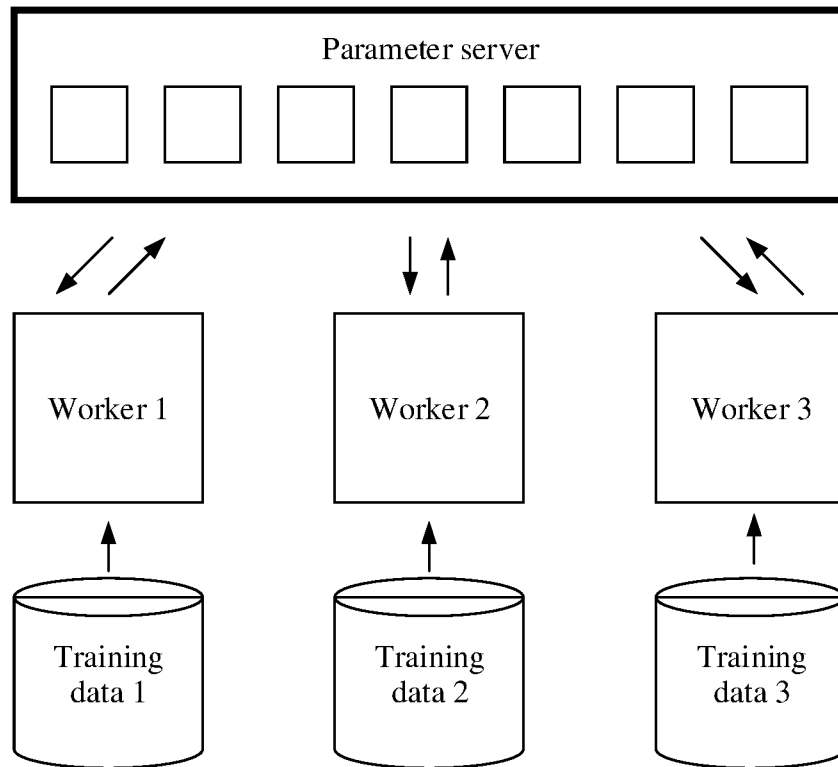 Parameter server
Worker 1
Worker 2
Worker 3
Training
data 1
Training
data 2
Training
data 3